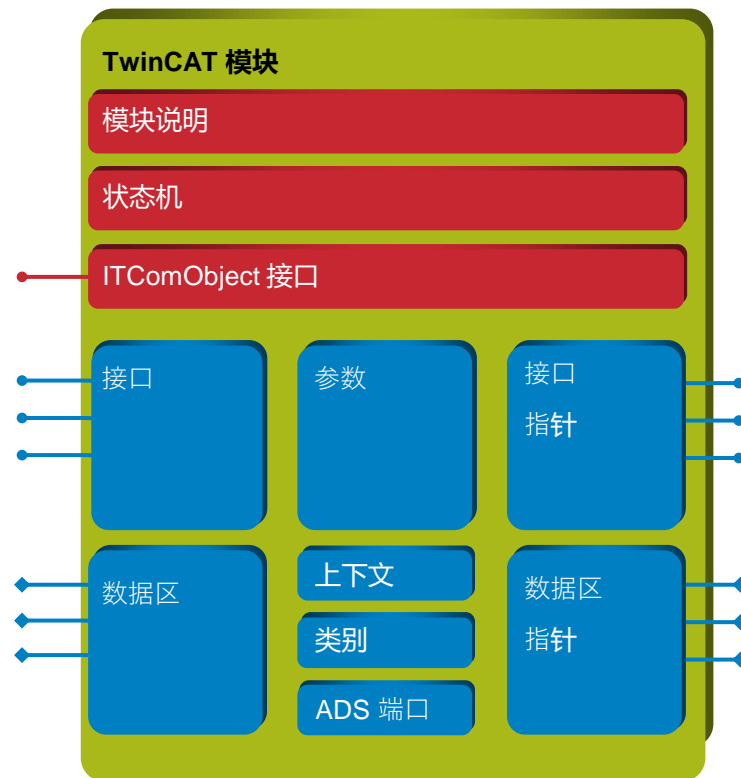 TwinCAT 模块
模块说明
状态机
ITComObject 接口
接口
参数
接口
指针
数据区
上下文
类别
ADS 端口
数据区
指针